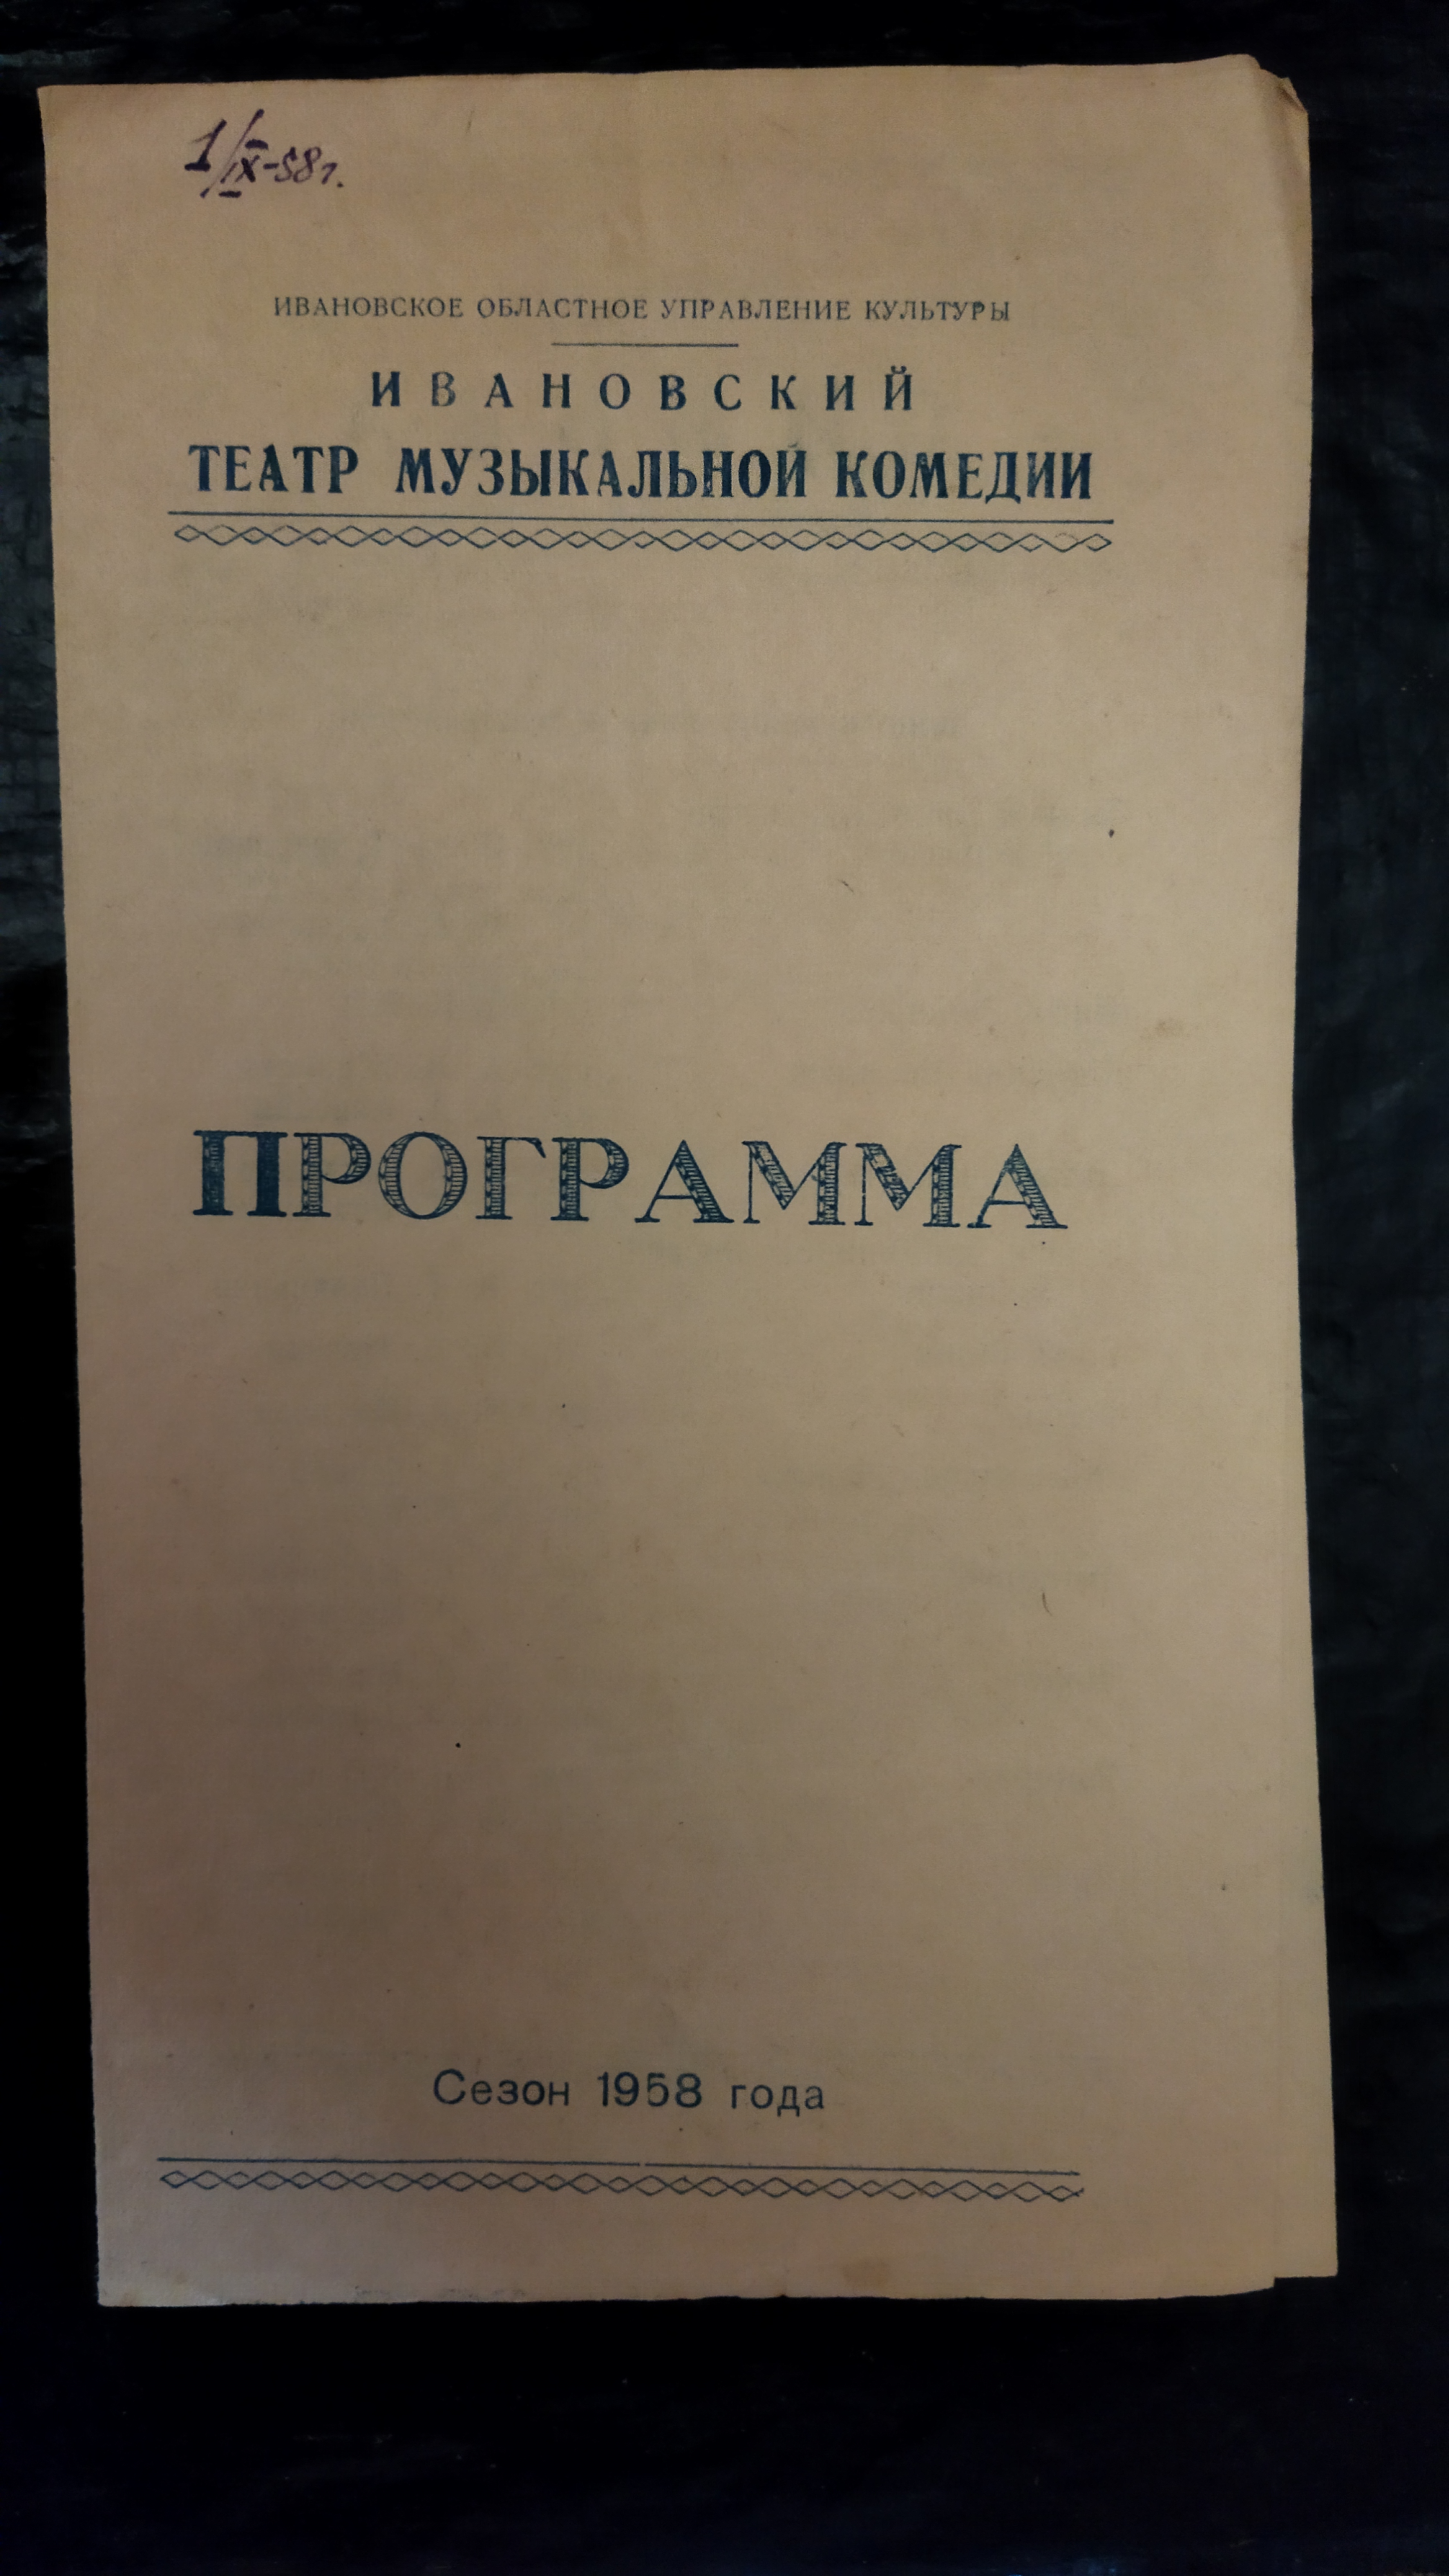 1/IX-58г.
ИВАНОВСКОЕ ОБЛАСТНОЕ УПРАВЛЕНИЕ КУЛЬТУРЫ
ИВАНОВСКИЙ
ТЕАТР МУЗЫКАЛЬНОЙ КОМЕДИИ
ПРОГРАММА
Сезон 1958 года